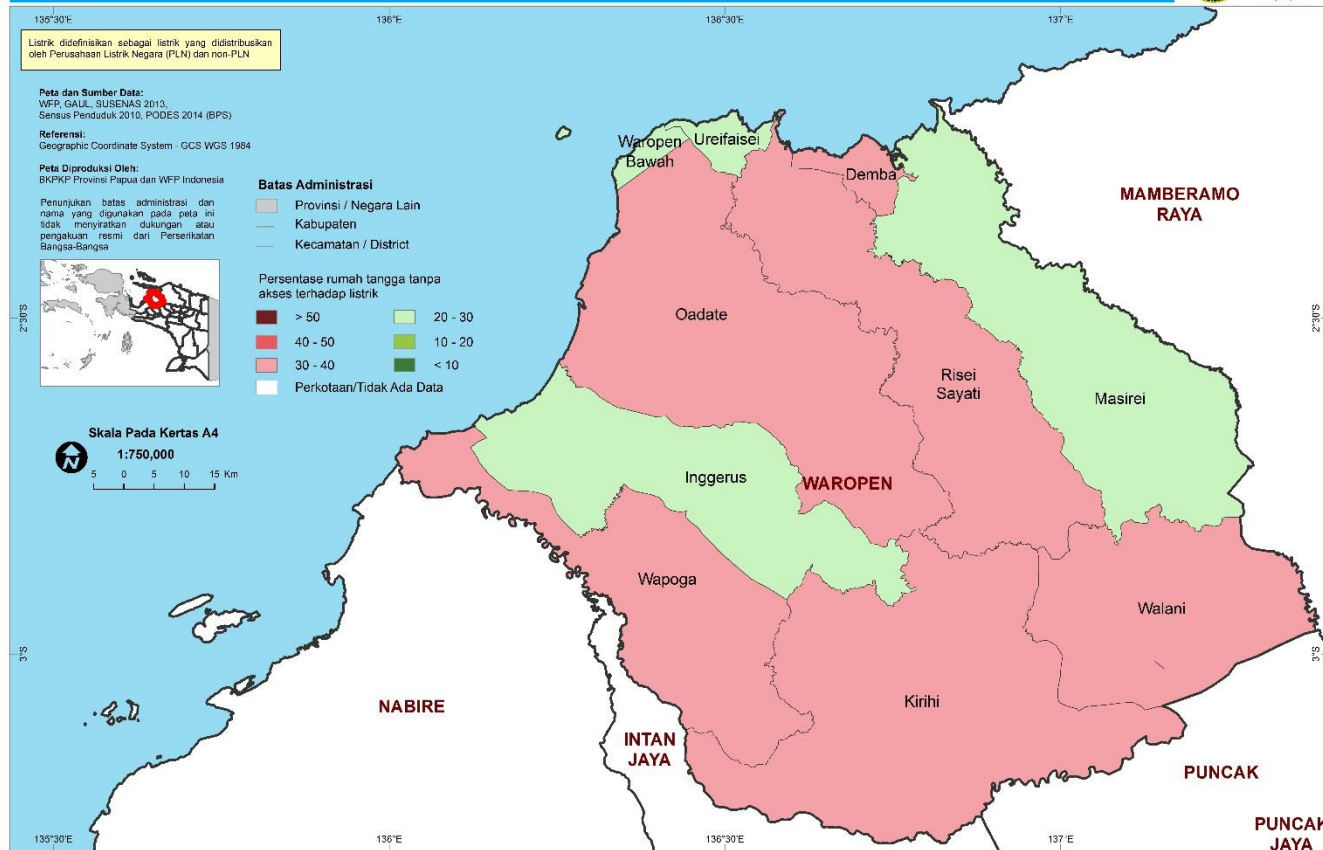 135°30'E
136°E
136°30'E
137°E
Listrik didefinisikan sebagai listrik yang didistribusikan
oleh Perusahaan Listrik Negara (PLN) dan non-PLN
Peta dan Sumber Data:
WFP, GAUL, SUSENAS 2013,
Sensus Penduduk 2010, PODES 2014 (BPS)
Referensi:
Geographic Coordinate System - GCS WGS 1984
Peta Diproduksi Oleh:
BKPKP Provinsi Papua dan WFP Indonesia
Penunjukan batas administrasi dan
nama yang digunakan pada peta ini
tidak menyiratkan dukungan atau
pengakuan resmi dari Perserikatan
Bangsa-Bangsa
Batas Administrasi
Provinsi / Negara Lain
Kabupaten
Kecamatan / District
Persentase rumah tangga tanpa
akses terhadap listrik
> 50
20 - 30
40 - 50
10 - 20
30 - 40
< 10
Perkotaan/Tidak Ada Data
Skala Pada Kertas A4
1:750,000
N
5 0 5 10 15 Km
Waropen
Bawah
Ureifaisei
Demba
MAMBERAMO
RAYA
2°30'S
Oadate
2°30'S
Risei
Sayati
Masirei
Inggerus
WAROPEN
Wapoga
Walani
3°S
3°S
Kirihi
NABIRE
INTAN
JAYA
PUNCAK
PUNCAK
JAYA
135°30'E
136°E
136°30'E
137°E